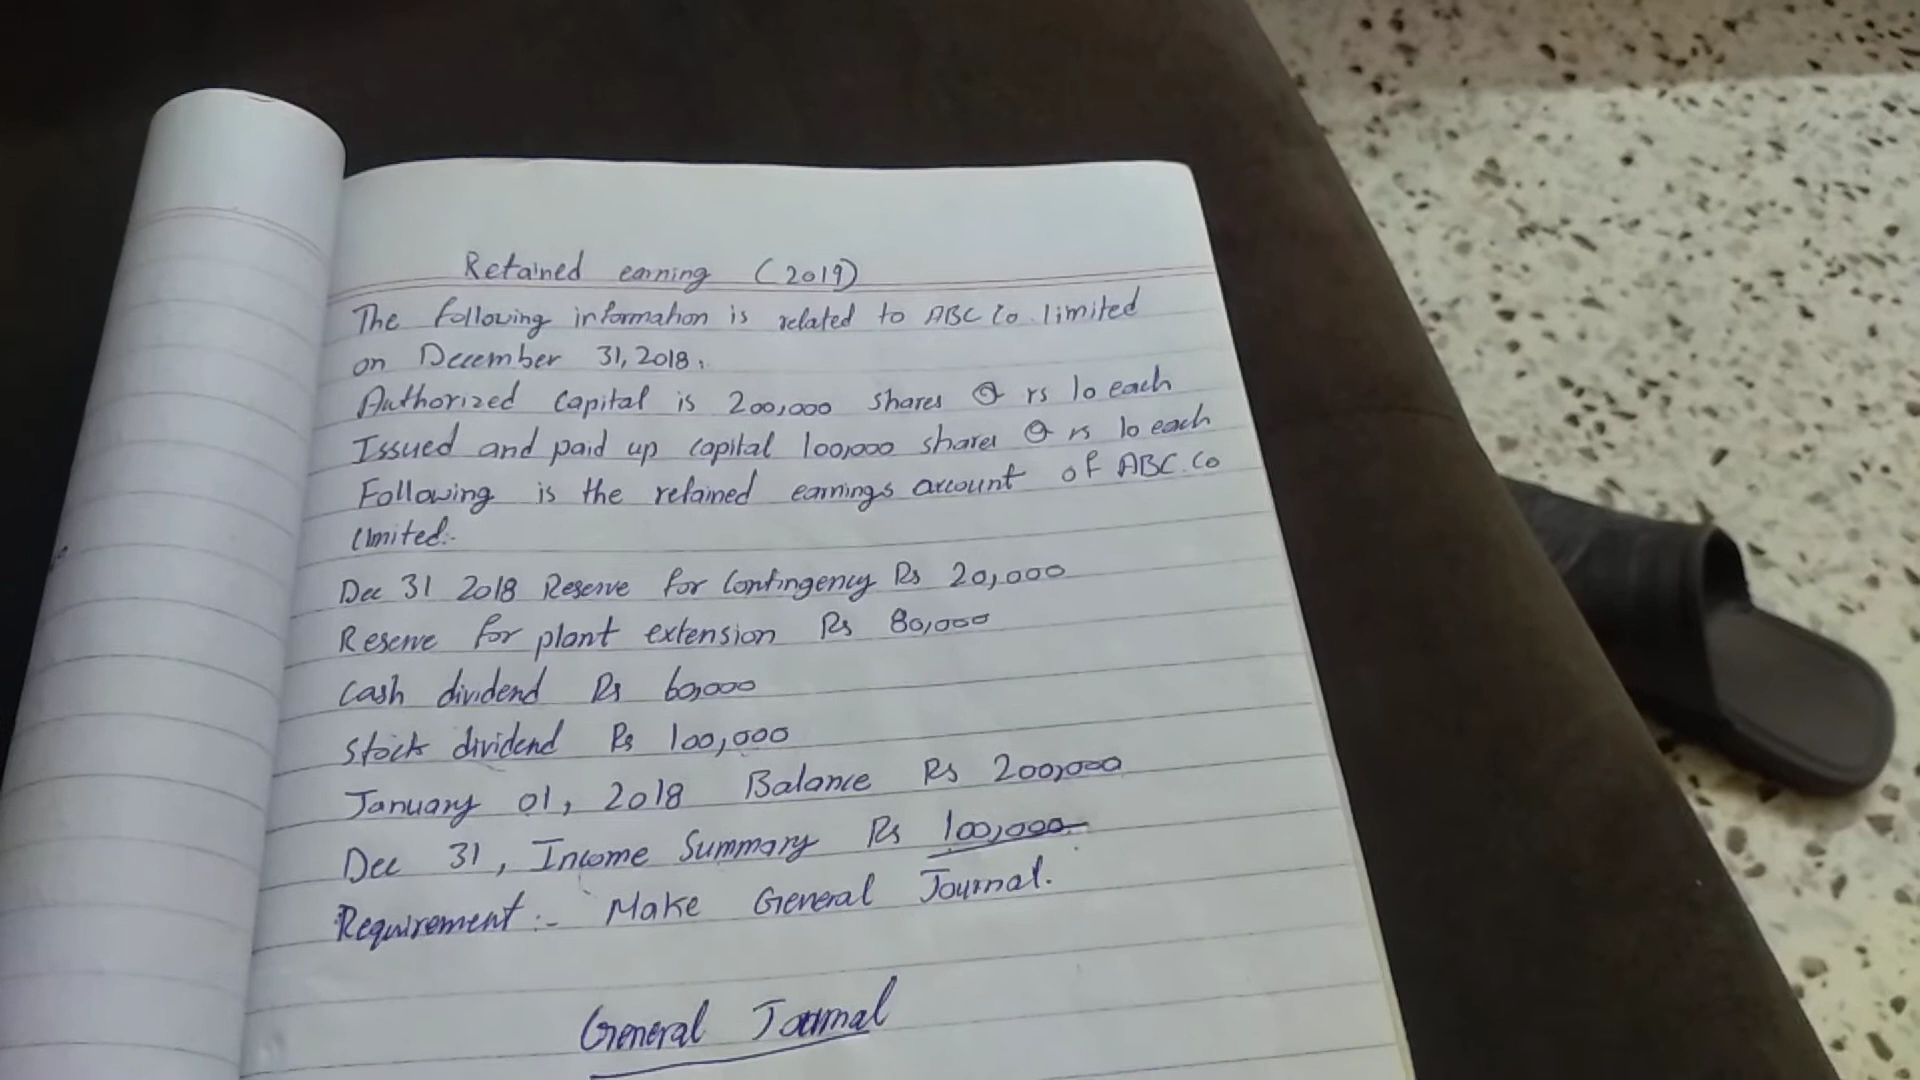 Retained earning (2019)
The following information is related to ABC Co. limited
on December 31, 2018.
Authorized Capital is 200,000 shares @ rs 10 each
Issued and paid up capital 100,000 shares @ rs 10 each
Following is the retained earnings account of ABC. Co
limited:-
Dec 31 2018 Reserve for Contingency Rs 20,000
Reserve for plant extension Rs 80,000
Cash dividend Rs 60,000
Stock dividend Rs 100,000
January 01, 2018 Balance Rs 200,000
Dec 31, Income Summary Rs 100,000
Requirement:- Make General Journal.
General Journal